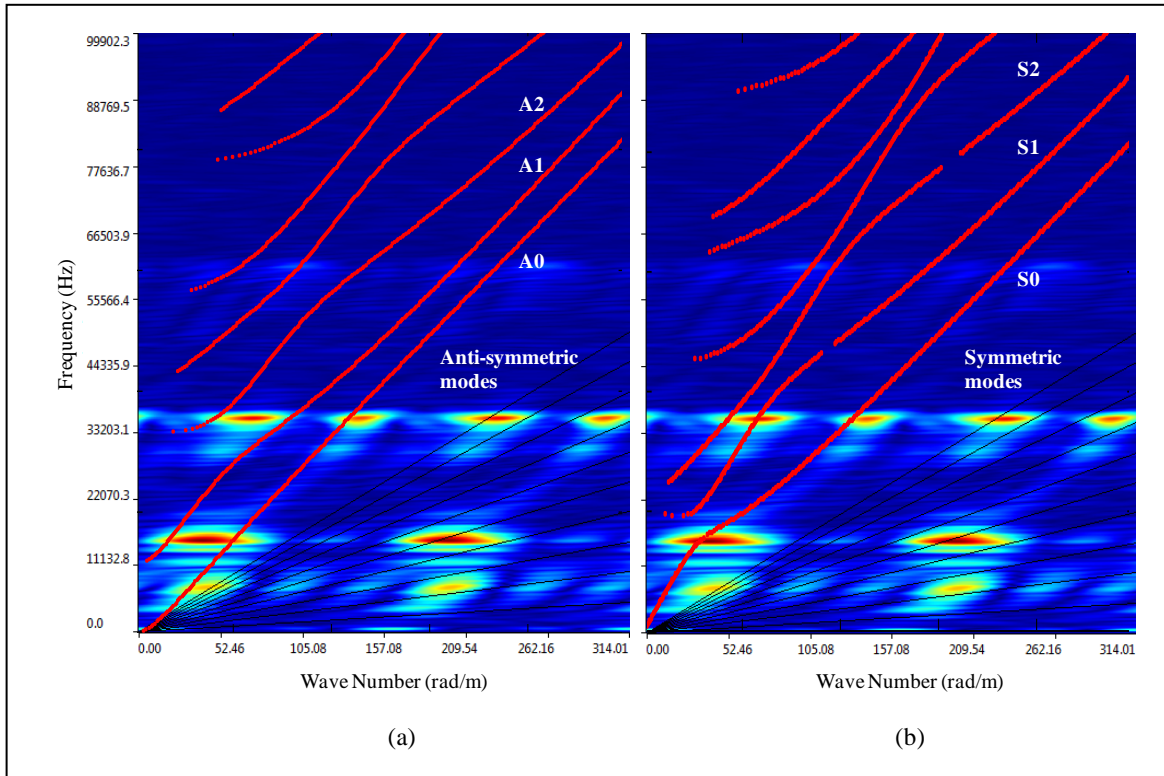 99902.3
88769.5
77636.7
66503.9
55566.4
44335.9
33203.1
22070.3
11132.8
0.0
Frequency (Hz)
A2
A1
A0
Anti-symmetric
modes
0.00 52.46 105.08 157.08 209.54 262.16 314.01
Wave Number (rad/m)
(a)
S2
S1
S0
Symmetric
modes
0.00 52.46 105.08 157.08 209.54 262.16 314.01
Wave Number (rad/m)
(b)